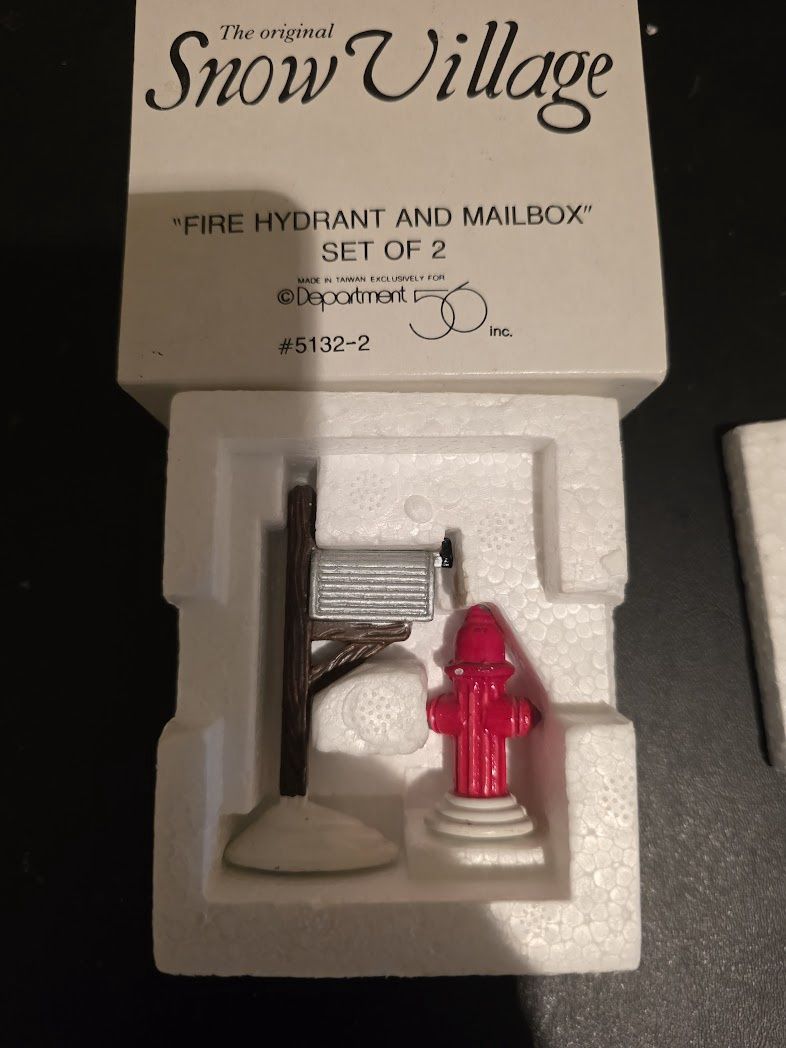 The original
Snow Village
"FIRE HYDRANT AND MAILBOX"
SET OF 2
MADE IN TAIWAN EXCLUSIVELY FOR
©Department 56 inc.
#5132-2